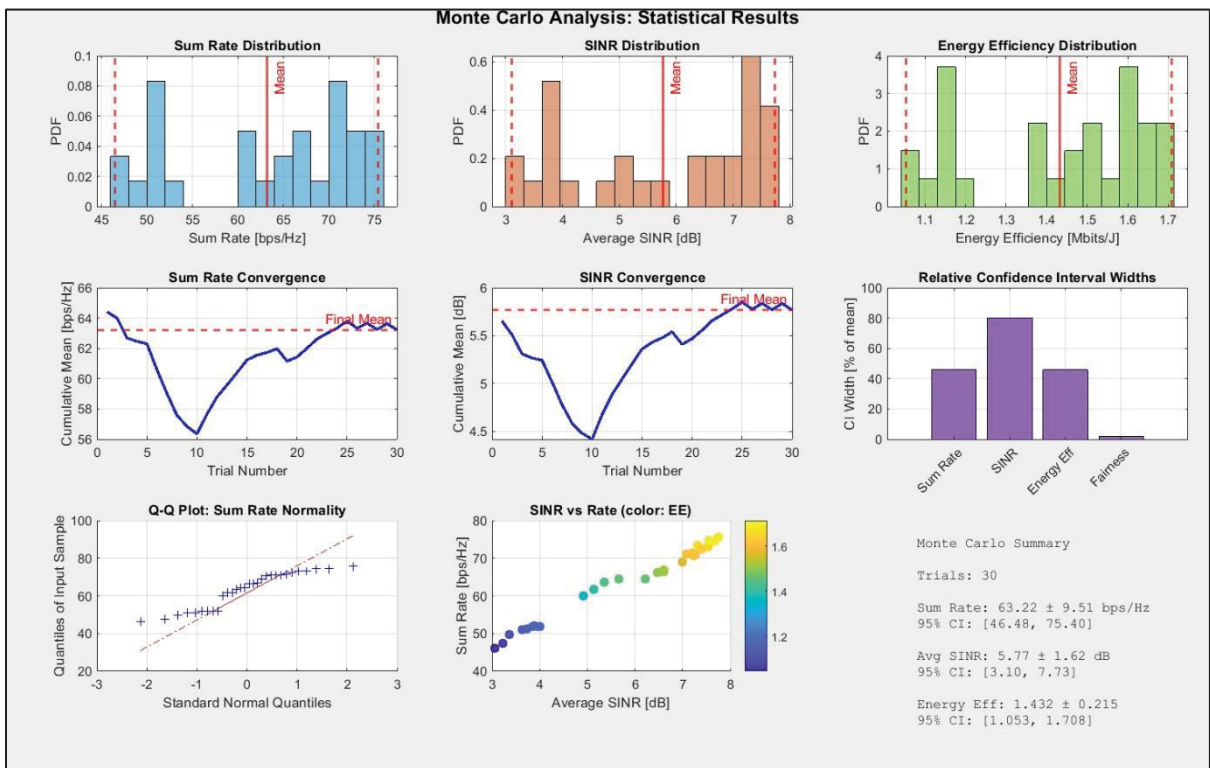 Monte Carlo Analysis: Statistical Results
Sum Rate Distribution
0.1
0.08
0.06
0.04
0.02
0
PDF
Mean
45 50 55 60 65 70 75
Sum Rate [bps/Hz]
SINR Distribution
0.6
0.4
0.2
0
PDF
Mean
3 4 5 6 7 8
Average SINR [dB]
Energy Efficiency Distribution
4
3
2
1
0
PDF
Mean
1.1 1.2 1.3 1.4 1.5 1.6 1.7
Energy Efficiency [Mbits/J]
Sum Rate Convergence
66
64
62
60
58
56
Cumulative Mean [bps/Hz]
Final Mean
0 5 10 15 20 25 30
Trial Number
SINR Convergence
6
5.5
5
4.5
Cumulative Mean [dB]
Final Mean
0 5 10 15 20 25 30
Trial Number
Relative Confidence Interval Widths
100
80
60
40
20
0
CI Width [% of mean]
Sum Rate
SINR
Energy Eff
Fairness
Q-Q Plot: Sum Rate Normality
100
80
60
40
20
Quantiles of Input Sample
-3 -2 -1 0 1 2 3
Standard Normal Quantiles
SINR vs Rate (color: EE)
80
70
60
50
40
Sum Rate [bps/Hz]
3 4 5 6 7 8
Average SINR [dB]
1.6
1.4
1.2
Monte Carlo Summary
Trials: 30
Sum Rate: 63.22 ± 9.51 bps/Hz
95% CI: [46.48, 75.40]
Avg SINR: 5.77 ± 1.62 dB
95% CI: [3.10, 7.73]
Energy Eff: 1.432 ± 0.215
95% CI: [1.053, 1.708]